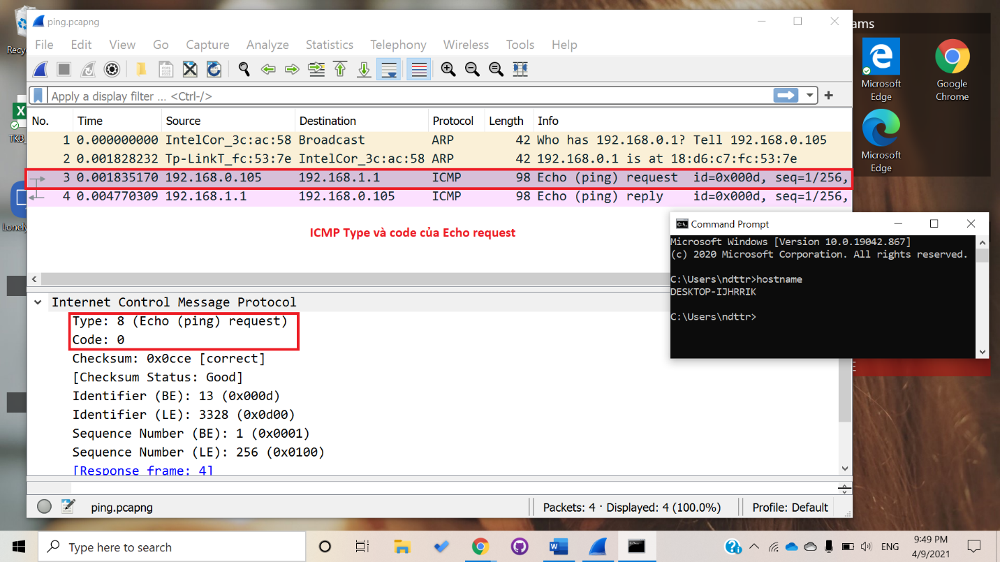 ping.pcapng
File Edit View Go Capture Analyze Statistics Telephony Wireless Tools Help
Apply a display filter ... <Ctrl-/>
No. Time Source Destination Protocol Length Info
1 0.000000000 IntelCor_3c:ac:58 Broadcast ARP 42 Who has 192.168.0.1? Tell 192.168.0.105
2 0.001828232 Tp-LinkT_fc:53:7e IntelCor_3c:ac:58 ARP 42 192.168.0.1 is at 18:d6:c7:fc:53:7e
3 0.001835170 192.168.0.105 192.168.1.1 ICMP 98 Echo (ping) request id=0x000d, seq=1/256,
4 0.004770309 192.168.1.1 192.168.0.105 ICMP 98 Echo (ping) reply id=0x000d, seq=1/256,
ICMP Type và code của Echo request
Internet Control Message Protocol
Type: 8 (Echo (ping) request)
Code: 0
Checksum: 0x0cce [correct]
[Checksum Status: Good]
Identifier (BE): 13 (0x000d)
Identifier (LE): 3328 (0x0d00)
Sequence Number (BE): 1 (0x0001)
Sequence Number (LE): 256 (0x0100)
[Response frame: 4]
ping.pcapng
Packets: 4 · Displayed: 4 (100.0%)
Profile: Default
Command Prompt
Microsoft Windows [Version 10.0.19042.867]
(c) 2020 Microsoft Corporation. All rights reserved.
C:\Users\ndttr>hostname
DESKTOP-IJHRRIK
C:\Users\ndttr>
ams
Microsoft
Edge
Google
Chrome
Microsoft
Edge
Recy
TKB_
Lonely
Type here to search
ENG
9:49 PM
4/9/2021